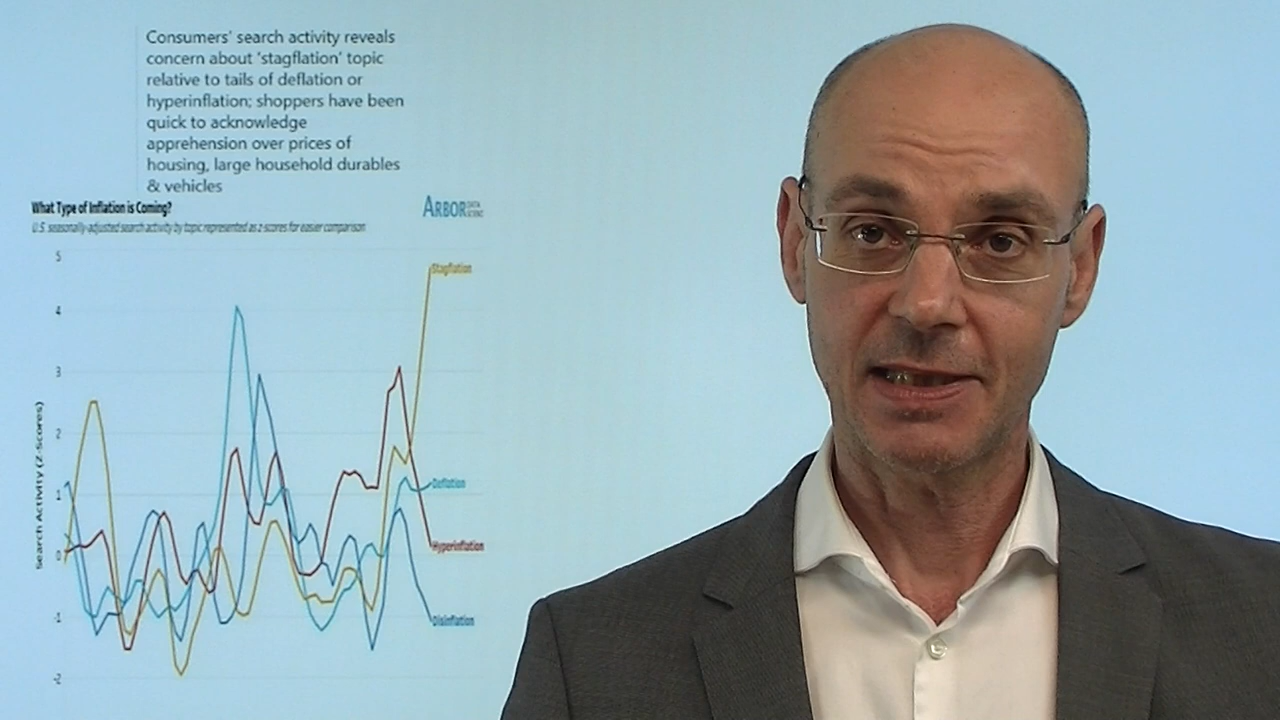 Consumers' search activity reveals
concern about 'stagflation' topic
relative to tails of deflation or
hyperinflation; shoppers have been
quick to acknowledge
apprehension over prices of
housing, large household durables
& vehicles
What Type of Inflation is Coming?
ARBOR DATA
SCIENCE
U.S. seasonally-adjusted search activity by topic represented as z-scores for easier comparison
5
Stagflation
4
3
2
1
Deflation
Hyperinflation
0
-1
Disinflation
-2
Search Activity (Z-Scores)